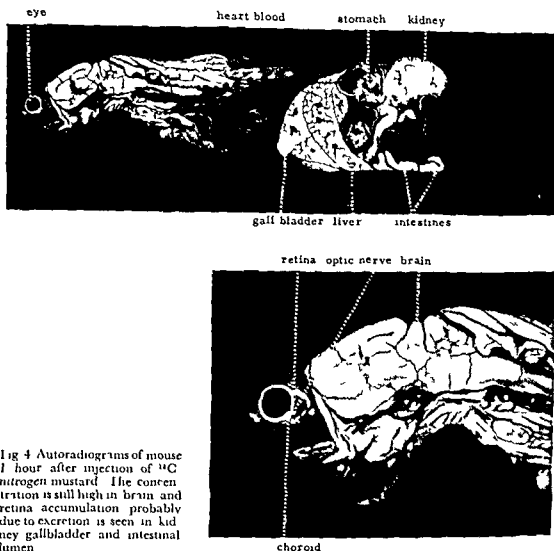 eye heart blood stomach kidney
gall bladder liver intestines
retina optic nerve brain
Fig 4 Autoradiograms of mouse
1 hour after injection of ¹⁴C
nitrogen mustard The concen
tration is still high in brain and
retina accumulation probably
due to excretion is seen in kid
ney gallbladder and intestinal
lumen
choroid